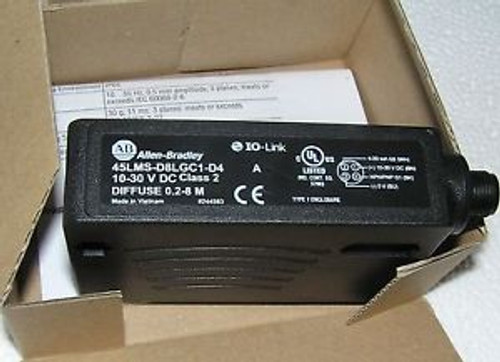 10...55 Hz, 0.5 mm amplitude, 3 planes; meets or
exceeds IEC 60068-2-6
30 g, 11 ms, 3 planes; meets or exceeds
AB Allen-Bradley
IO-Link
45LMS-D8LGC1-D4
A
10-30 V DC Class 2
DIFFUSE 0.2-8 M
Made in Vietnam
CE
UL
LISTED
TYPE 1 ENCLOSURE